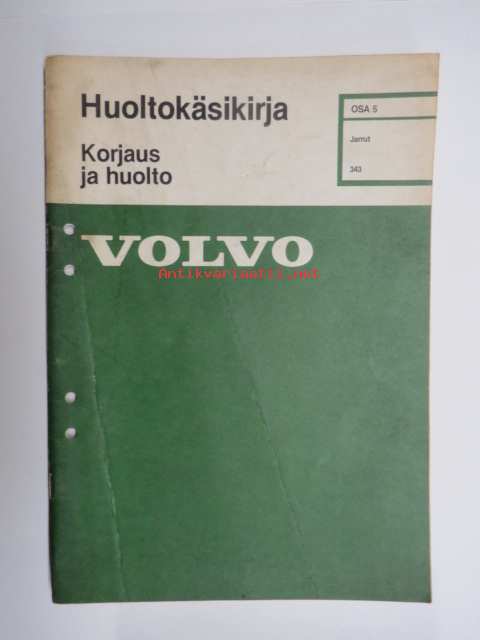 Huoltokäsikirja
Korjaus
ja huolto
OSA 5
Jarrut
343
VOLVO
Antikvariaatti.net